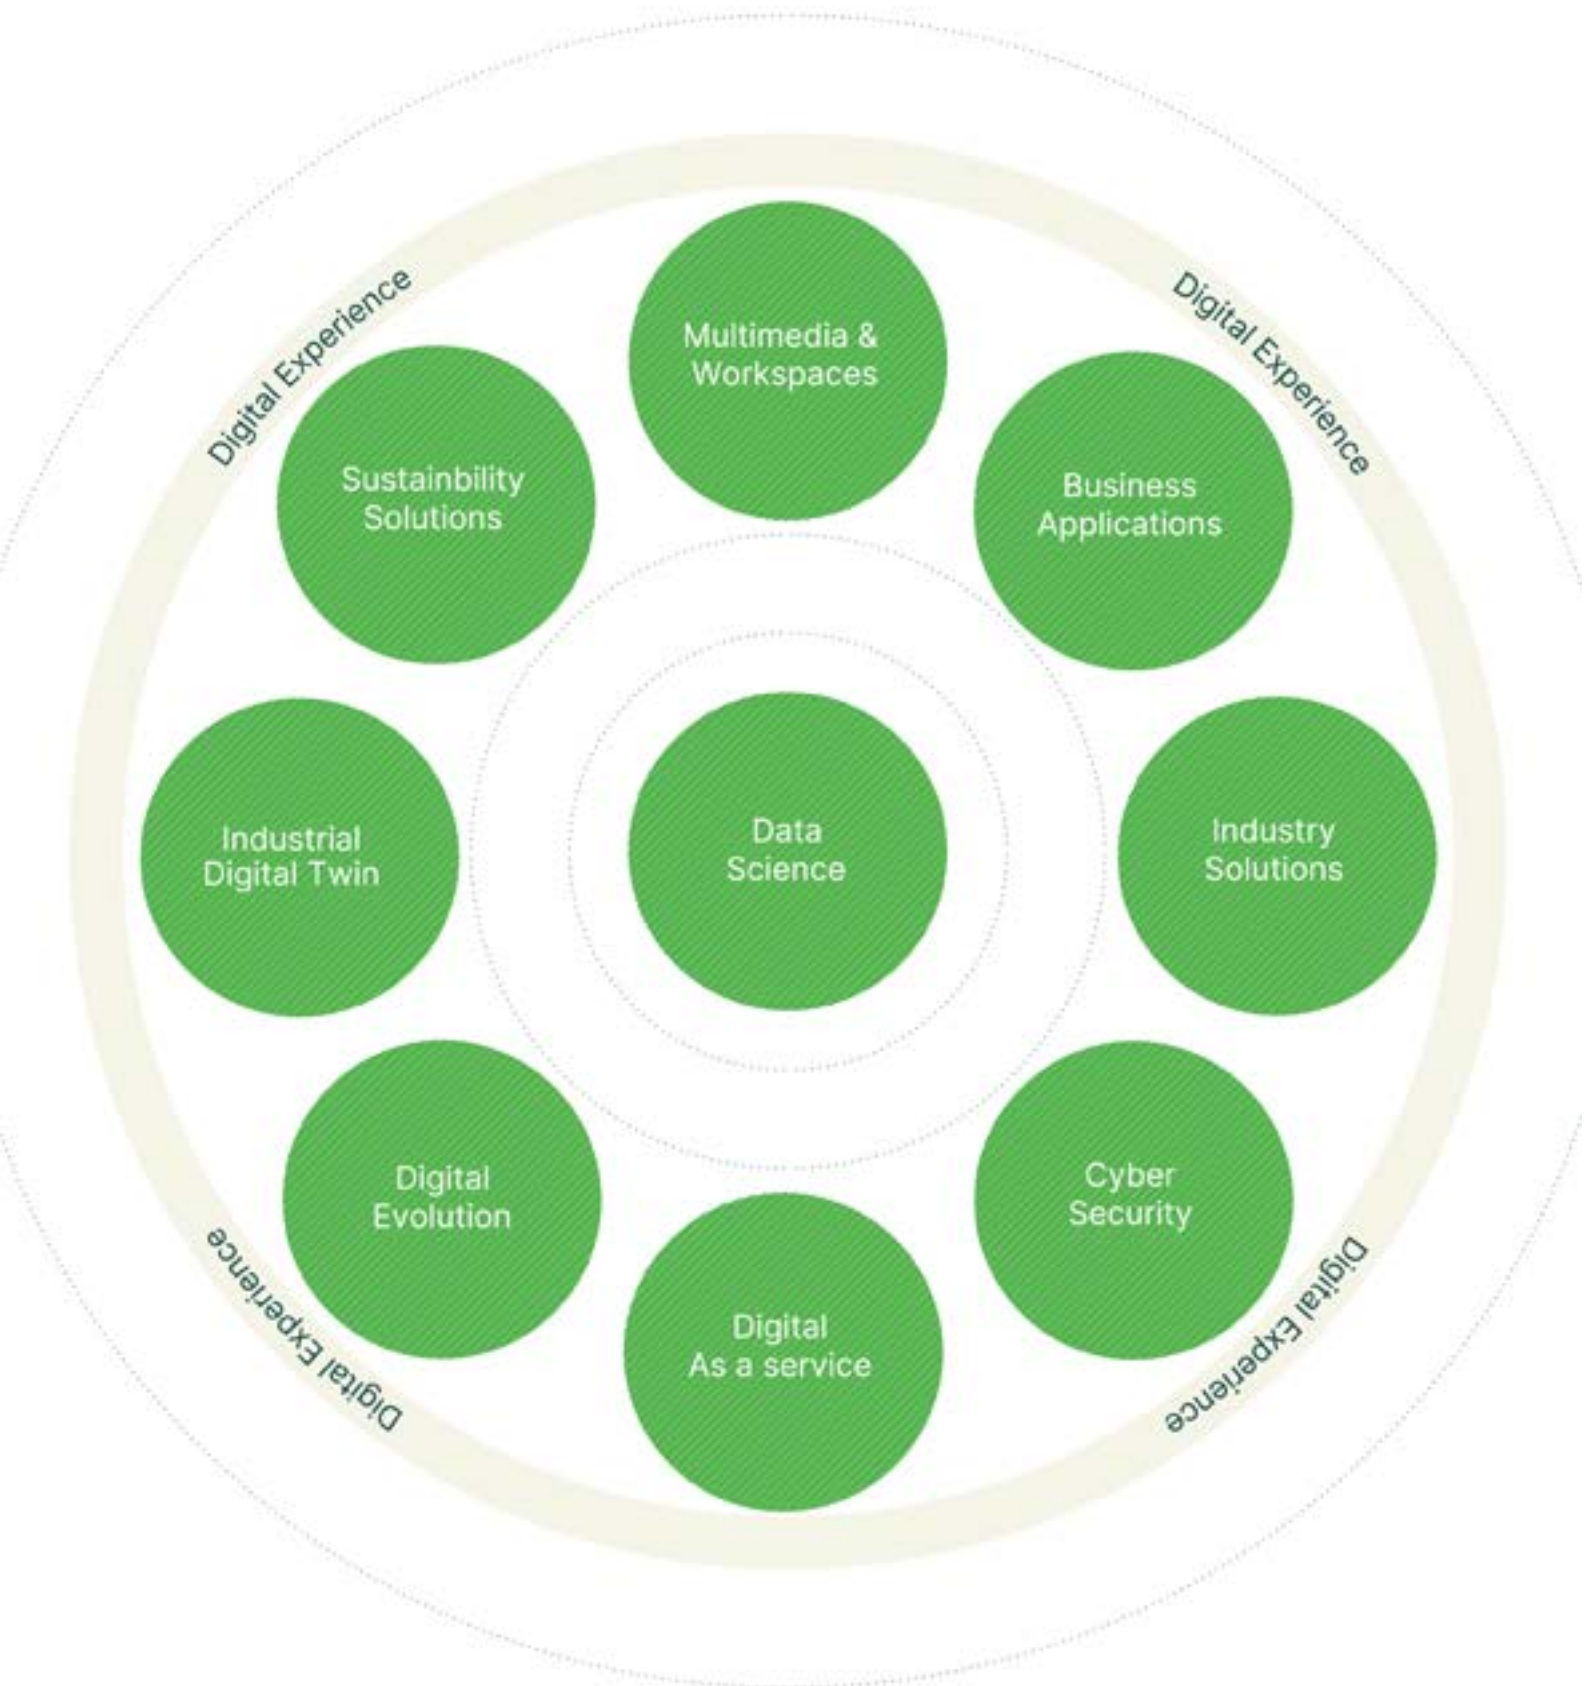 Digital Experience
Digital Experience
Multimedia &
Workspaces
Sustainbility
Solutions
Business
Applications
Industrial
Digital Twin
Data
Science
Industry
Solutions
Digital
Evolution
Cyber
Security
Digital
As a service
Digital Experience
Digital Experience